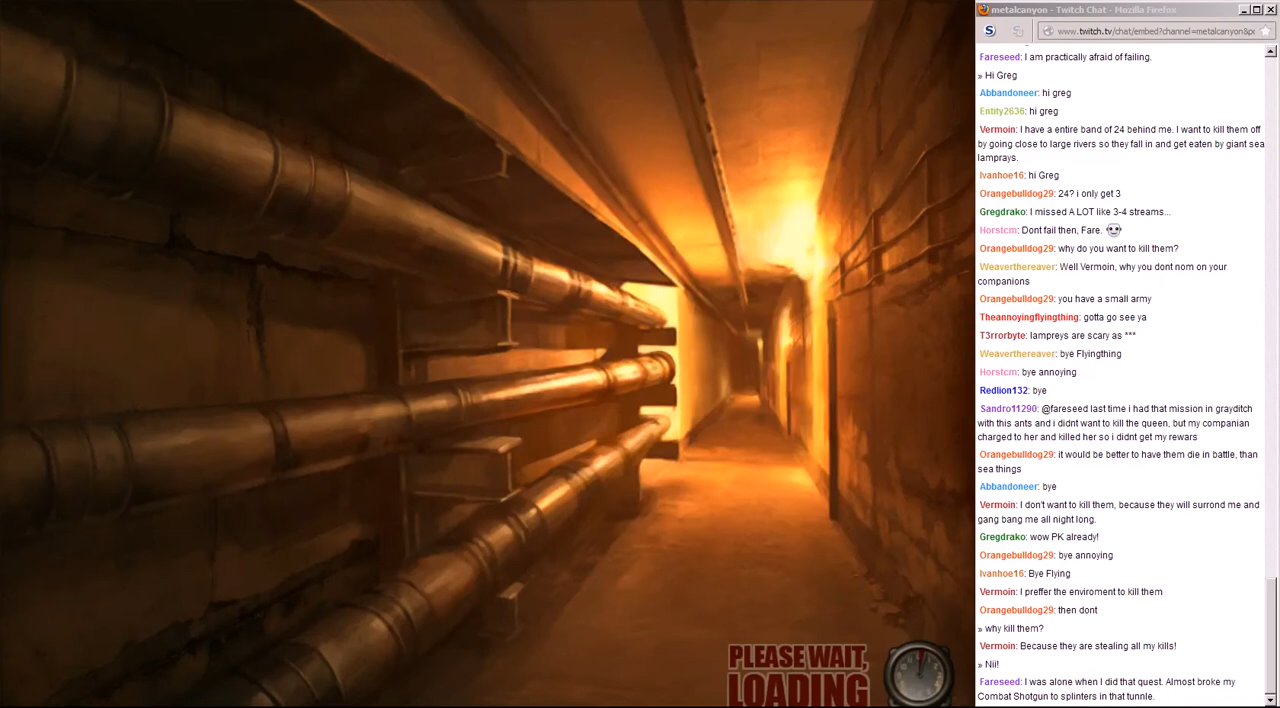 metalcanyon - Twitch Chat - Mozilla Firefox
www.twitch.tv/chat/embed?channel=metalcanyon&pc
Fareseed: I am practically afraid of failing.
» Hi Greg
Abbandoneer: hi greg
Entity2636: hi greg
Vermoin: I have a entire band of 24 behind me. I want to kill them off
by going close to large rivers so they fall in and get eaten by giant sea
lamprays.
Ivanhoe16: hi Greg
Orangebulldog29: 24? i only get 3
Gregdrako: I missed A LOT like 3-4 streams...
Horstcm: Dont fail then, Fare.
Orangebulldog29: why do you want to kill them?
Weaverthereaver: Well Vermoin, why you dont nom on your
companions
Orangebulldog29: you have a small army
Theannoyingflyingthing: gotta go see ya
T3rrorbyte: lampreys are scary as ***
Weaverthereaver: bye Flyingthing
Horstcm: bye annoying
Redlion132: bye
Sandro11290: @fareseed last time i had that mission in grayditch
with this ants and i didnt want to kill the queen, but my companian
charged to her and killed her so i didnt get my rewars
Orangebulldog29: it would be better to have them die in battle, than
sea things
Abbandoneer: bye
Vermoin: I don't want to kill them, because they will surrond me and
gang bang me all night long.
Gregdrako: wow PK already!
Orangebulldog29: bye annoying
Ivanhoe16: Bye Flying
Vermoin: I preffer the enviroment to kill them
Orangebulldog29: then dont
» why kill them?
Vermoin: Because they are stealing all my kills!
» Nii!
Fareseed: I was alone when I did that quest. Almost broke my
Combat Shotgun to splinters in that tunnle.
PLEASE WAIT,
LOADING